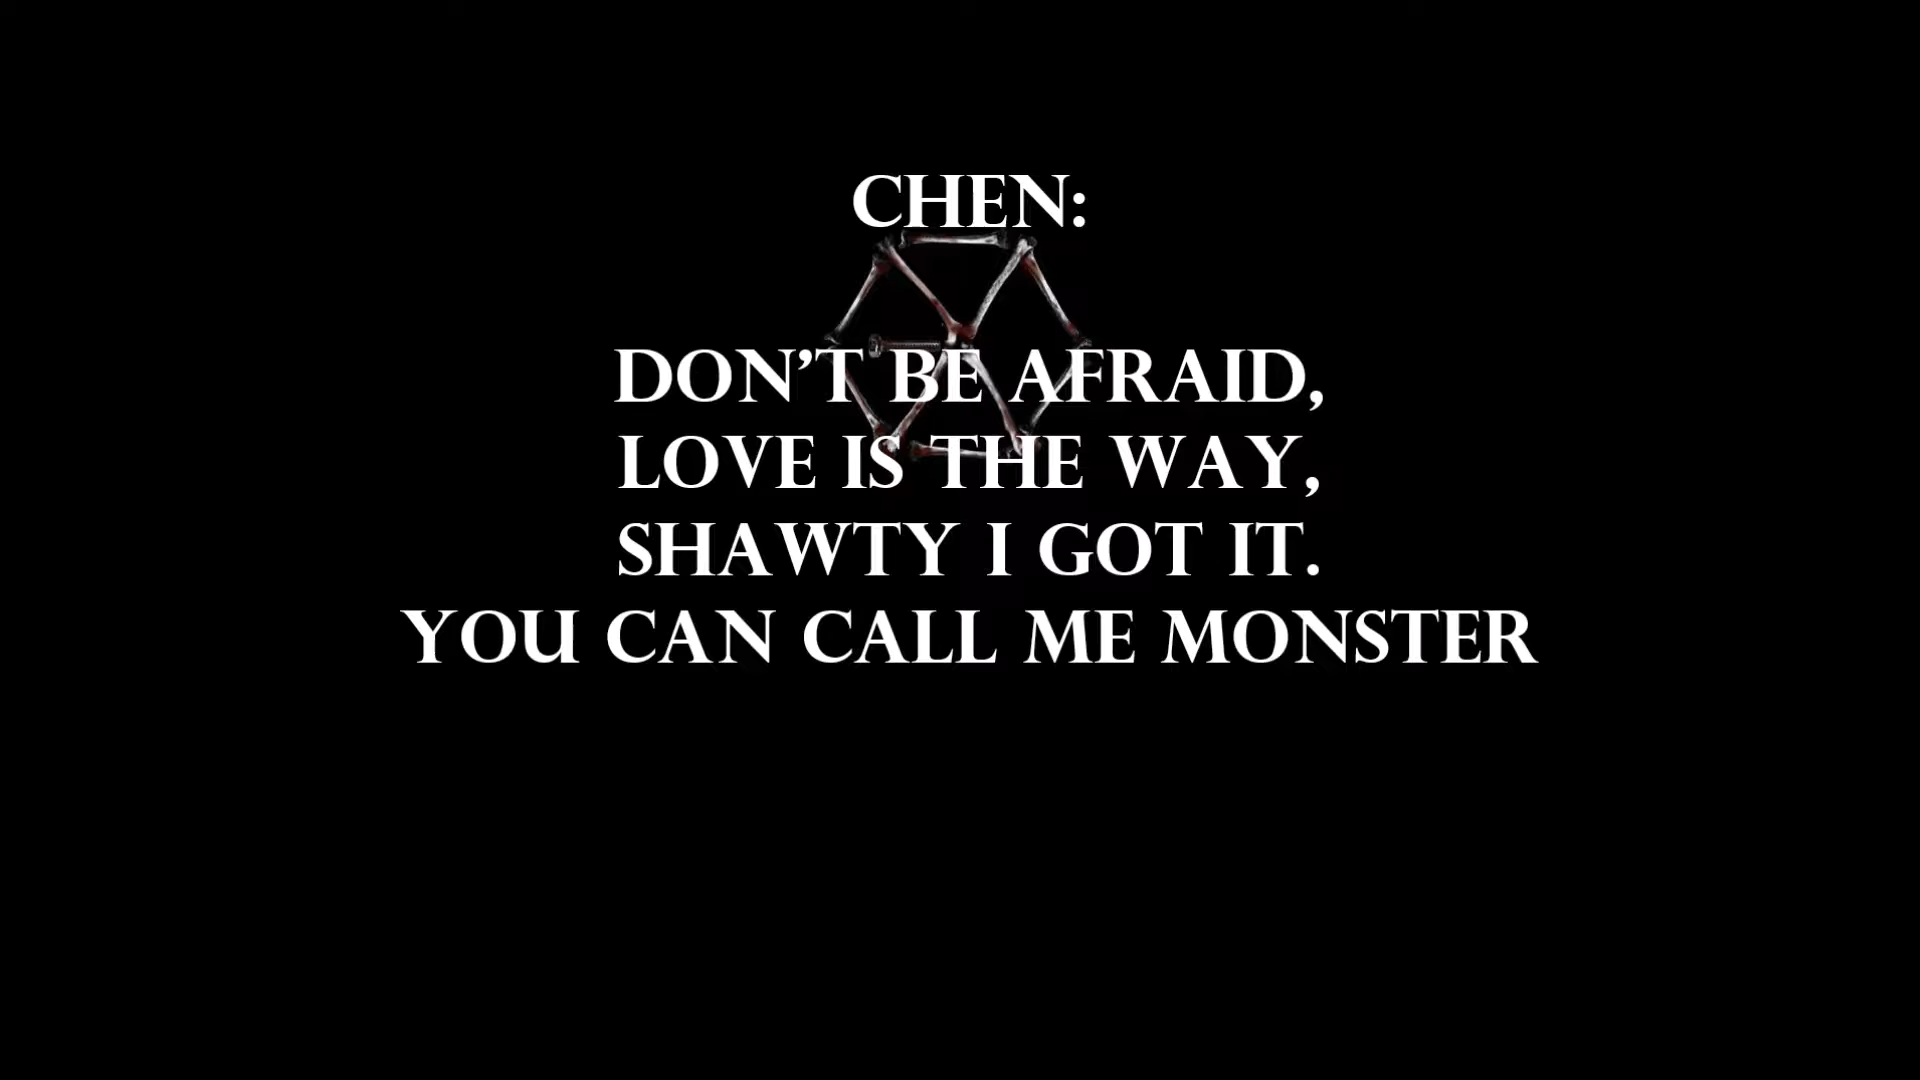 CHEN:
DON'T BE AFRAID,
LOVE IS THE WAY,
SHAWTY I GOT IT.
YOU CAN CALL ME MONSTER